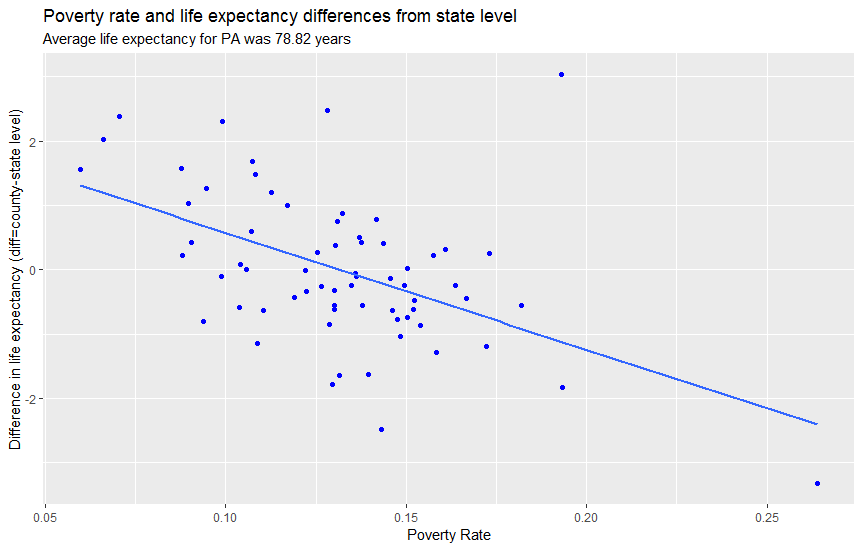 Poverty rate and life expectancy differences from state level
Average life expectancy for PA was 78.82 years
Difference in life expectancy (diff=county-state level)
2
0
-2
0.05
0.10
0.15
0.20
0.25
Poverty Rate